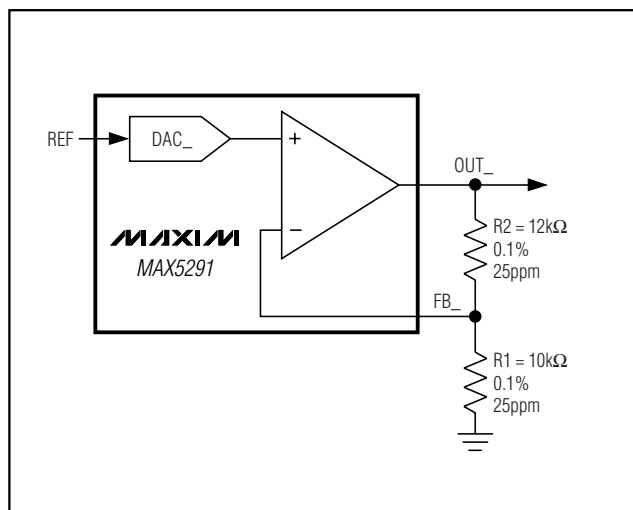 REF
DAC_
+
−
MAXIM
MAX5291
OUT_
R2 = 12kΩ
0.1%
25ppm
FB_
R1 = 10kΩ
0.1%
25ppm